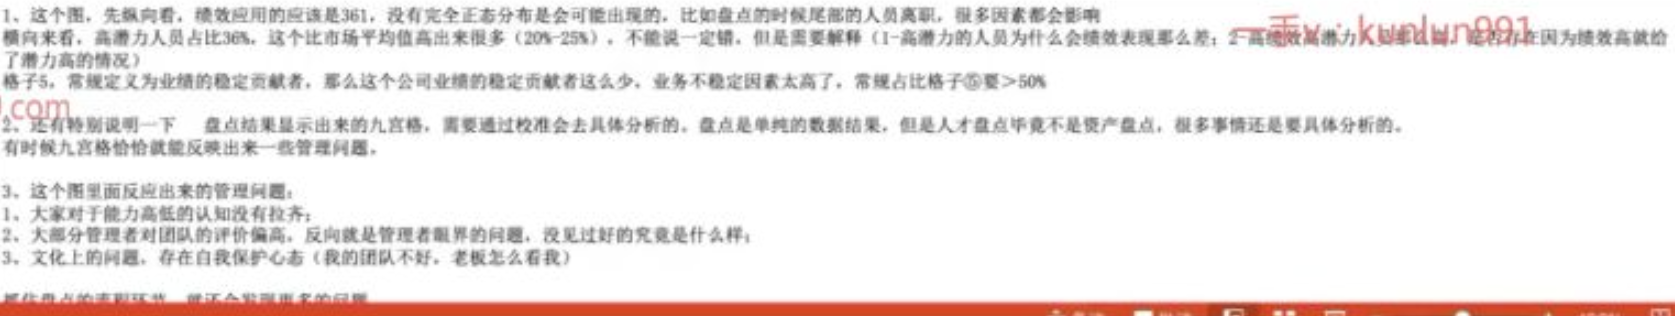 1、这个图，先纵向看，绩效应用的应该是361，没有完全正态分布是会可能出现的，比如盘点的时候尾部的人员离职，很多因素都会影响
一手v：kunlun991
横向来看，高潜力人员占比36%，这个比市场平均值高出来很多（20%-25%），不能说一定错，但是需要解释（1-高潜力的人员为什么会绩效表现那么差；2-高绩效高潜力 在因为绩效高就给
了潜力高的情况）
格子5，常规定义为业绩的稳定贡献者，那么这个公司业绩的稳定贡献者这么少，业务不稳定因素太高了，常规占比格子⑤要>50%
.com
2、还有特别说明一下 盘点结果显示出来的九宫格，需要通过校准会去具体分析的。盘点是单纯的数据结果，但是人才盘点毕竟不是资产盘点，很多事情还是要具体分析的。
有时候九宫格恰恰就能反映出来一些管理问题。
3、这个图里面反应出来的管理问题：
1、大家对于能力高低的认知没有拉齐；
2、大部分管理者对团队的评价偏高，反向就是管理者眼界的问题，没见过好的究竟是什么样；
3、文化上的问题，存在自我保护心态（我的团队不好，老板怎么看我）